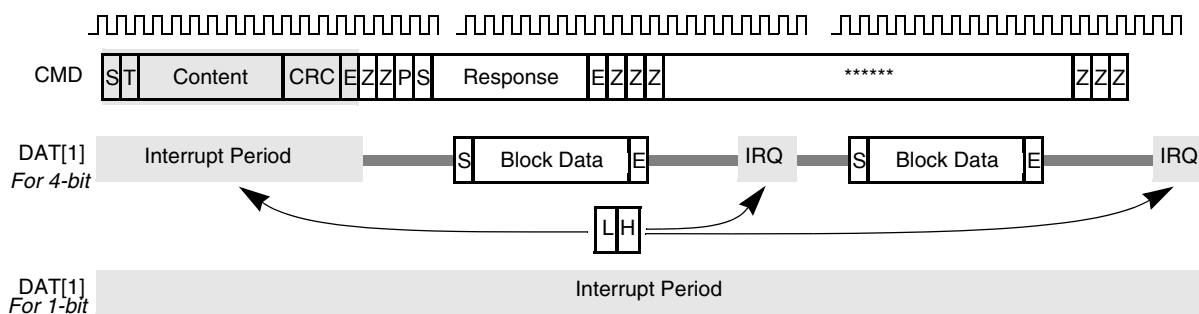 CMD S T Content CRC E Z Z P S Response E Z Z Z ****** Z Z Z
DAT[1] Interrupt Period S Block Data E IRQ S Block Data E IRQ
For 4-bit
L H
DAT[1] Interrupt Period
For 1-bit